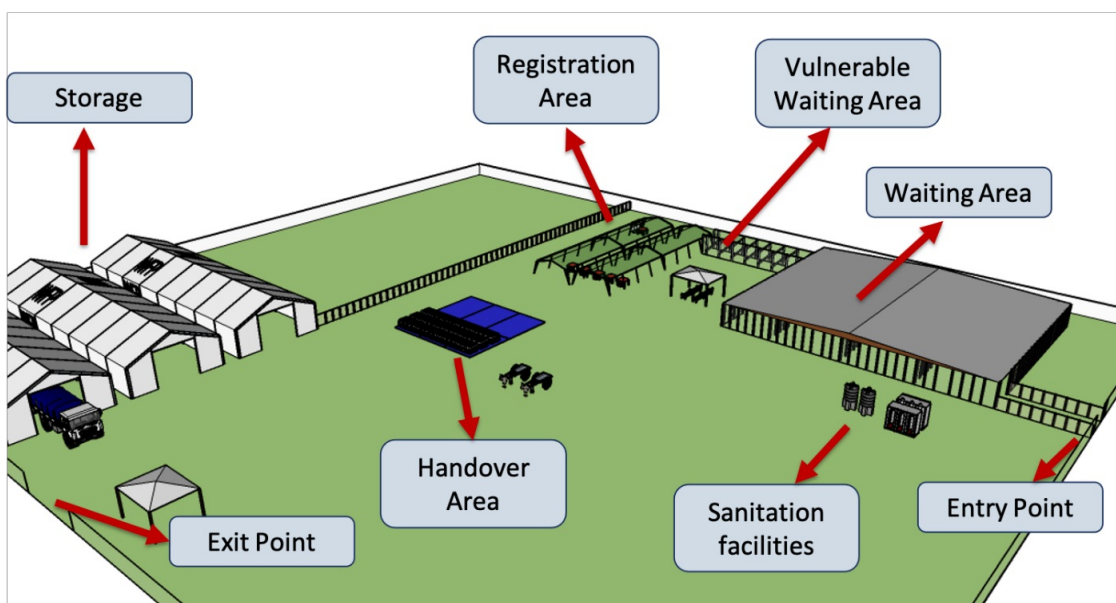 Storage
Registration
Area
Vulnerable
Waiting Area
Waiting Area
Handover
Area
Exit Point
Sanitation
facilities
Entry Point